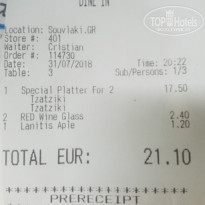 DINE IN
Location: Souvlaki.GR
Store #: 401
Waiter: Cristian
Order #: 114730
Date: 31/07/2018 Time: 20:22
Table: 3 Sub/Persons: 1/3
1 Special Platter For 2 17.50
Tzatziki
Tzatziki
2 RED Wine Glass 2.40
1 Lanitis Aple 1.20
TOTAL EUR: 21.10
PRERECEIPT
TOP HOTELS